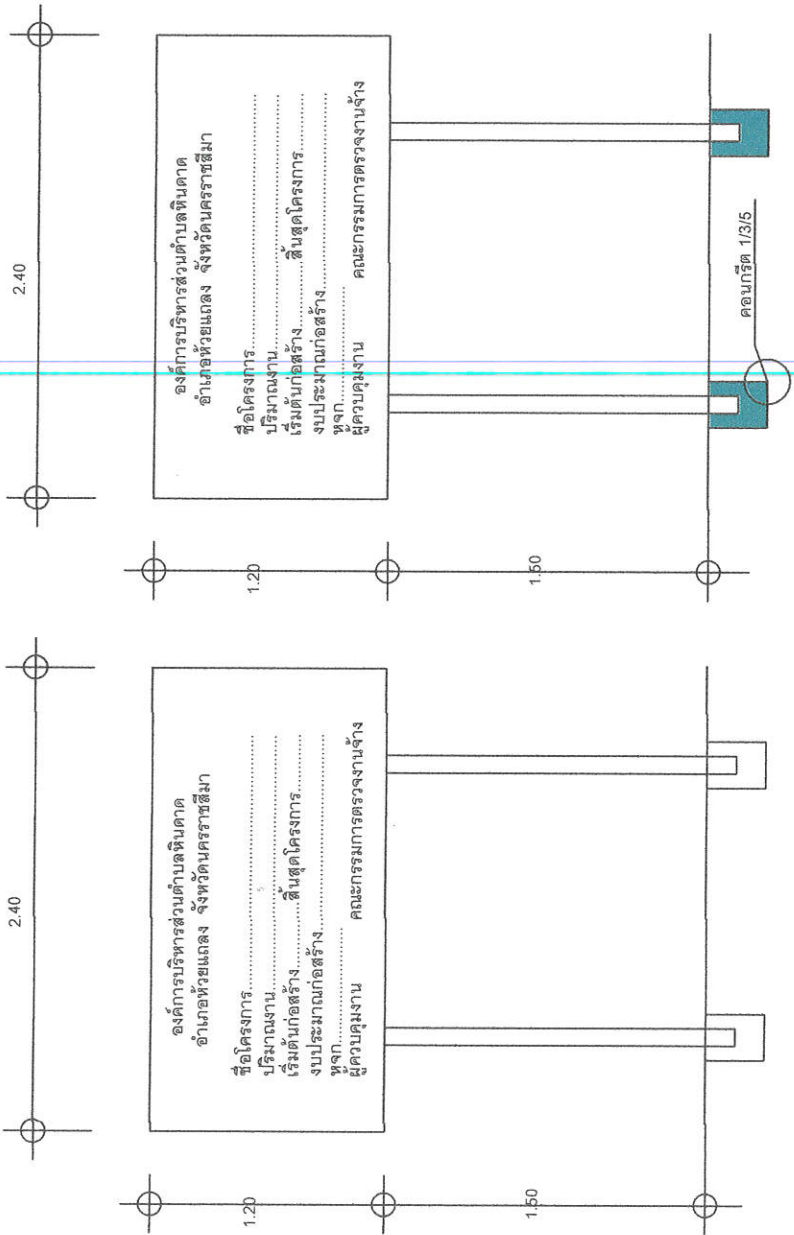 2.40
องค์การบริหารส่วนตำบลหินดาด
อำเภอห้วยแถลง จังหวัดนครราชสีมา
ชื่อโครงการ..............................................
ปริมาณงาน..............................................
เริ่มต้นก่อสร้าง............สิ้นสุดโครงการ............
งบประมาณก่อสร้าง....................................
หจก....................
ผู้ควบคุมงาน คณะกรรมการตรวจงานจ้าง
1.20
1.50
2.40
องค์การบริหารส่วนตำบลหินดาด
อำเภอห้วยแถลง จังหวัดนครราชสีมา
ชื่อโครงการ..............................................
ปริมาณงาน..............................................
เริ่มต้นก่อสร้าง............สิ้นสุดโครงการ............
งบประมาณก่อสร้าง....................................
หจก....................
ผู้ควบคุมงาน คณะกรรมการตรวจงานจ้าง
1.20
1.50
คอนกรีต 1/3/5